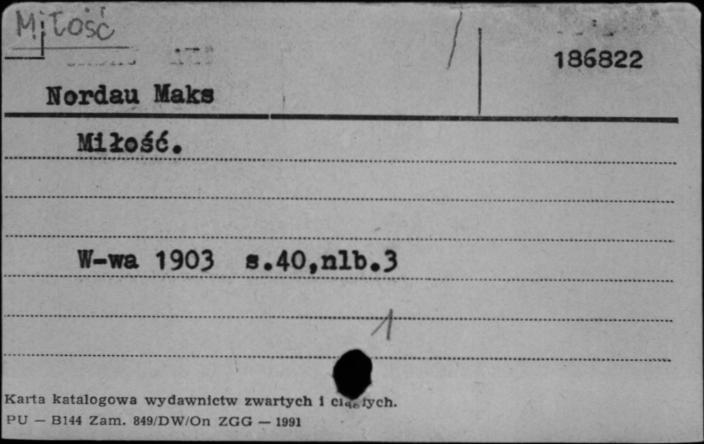 Miłość
186822
Nordau Maks
Miłość.
W-wa 1903 s.40,nlb.3
1
Karta katalogowa wydawnictw zwartych i ciągłych.
PU — B144 Zam. 849/DW/On ZGG — 1991